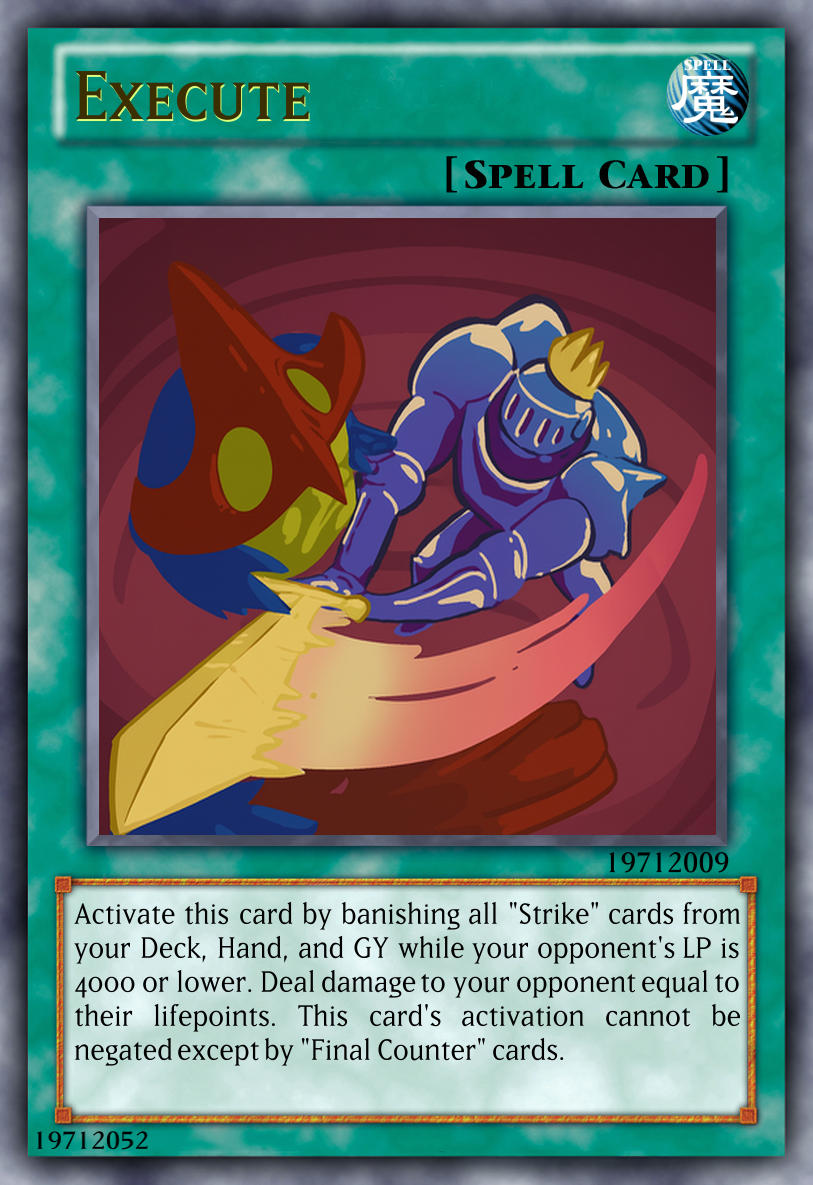 Execute
SPELL
魔
[Spell Card]
19712009
Activate this card by banishing all "Strike" cards from
your Deck, Hand, and GY while your opponent's LP is
4000 or lower. Deal damage to your opponent equal to
their lifepoints. This card's activation cannot be
negated except by "Final Counter" cards.
19712052